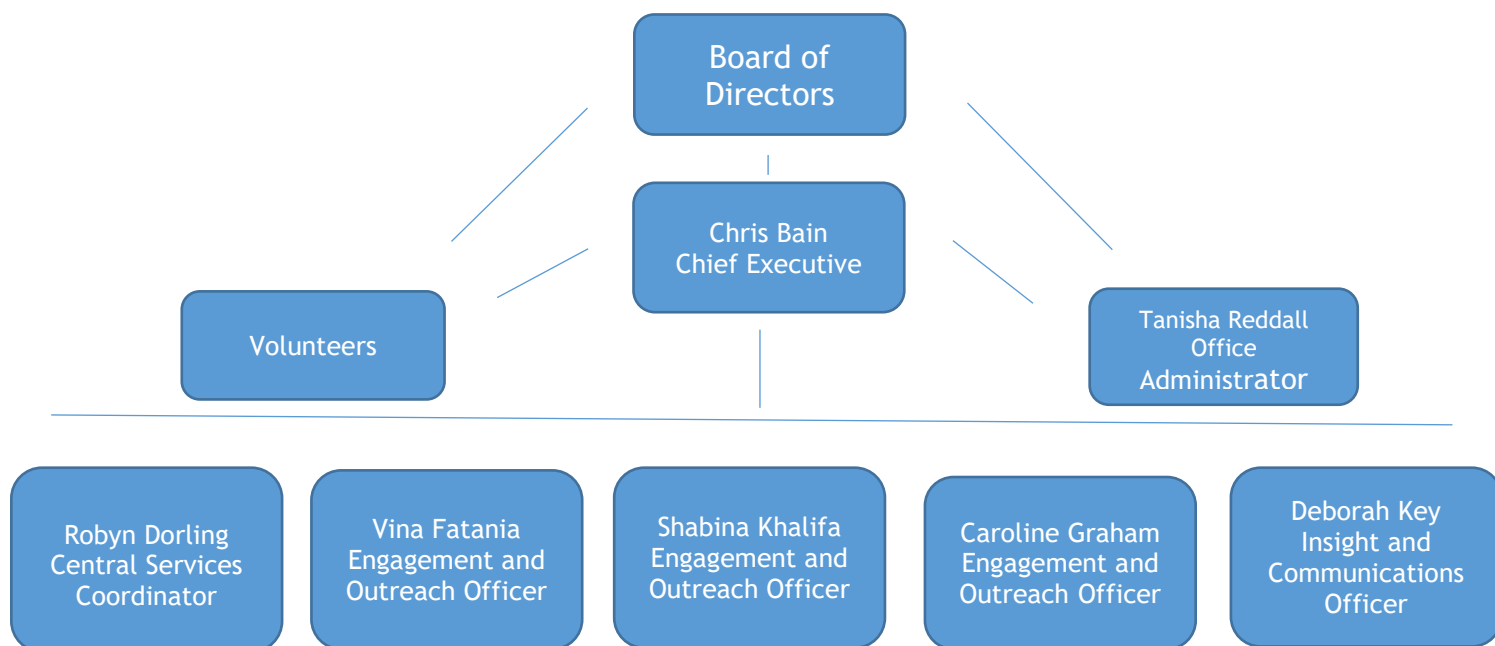 Board of
Directors
Chris Bain
Chief Executive
Volunteers
Tanisha Reddall
Office
Administrator
Robyn Dorling
Central Services
Coordinator
Vina Fatania
Engagement and
Outreach Officer
Shabina Khalifa
Engagement and
Outreach Officer
Caroline Graham
Engagement and
Outreach Officer
Deborah Key
Insight and
Communications
Officer